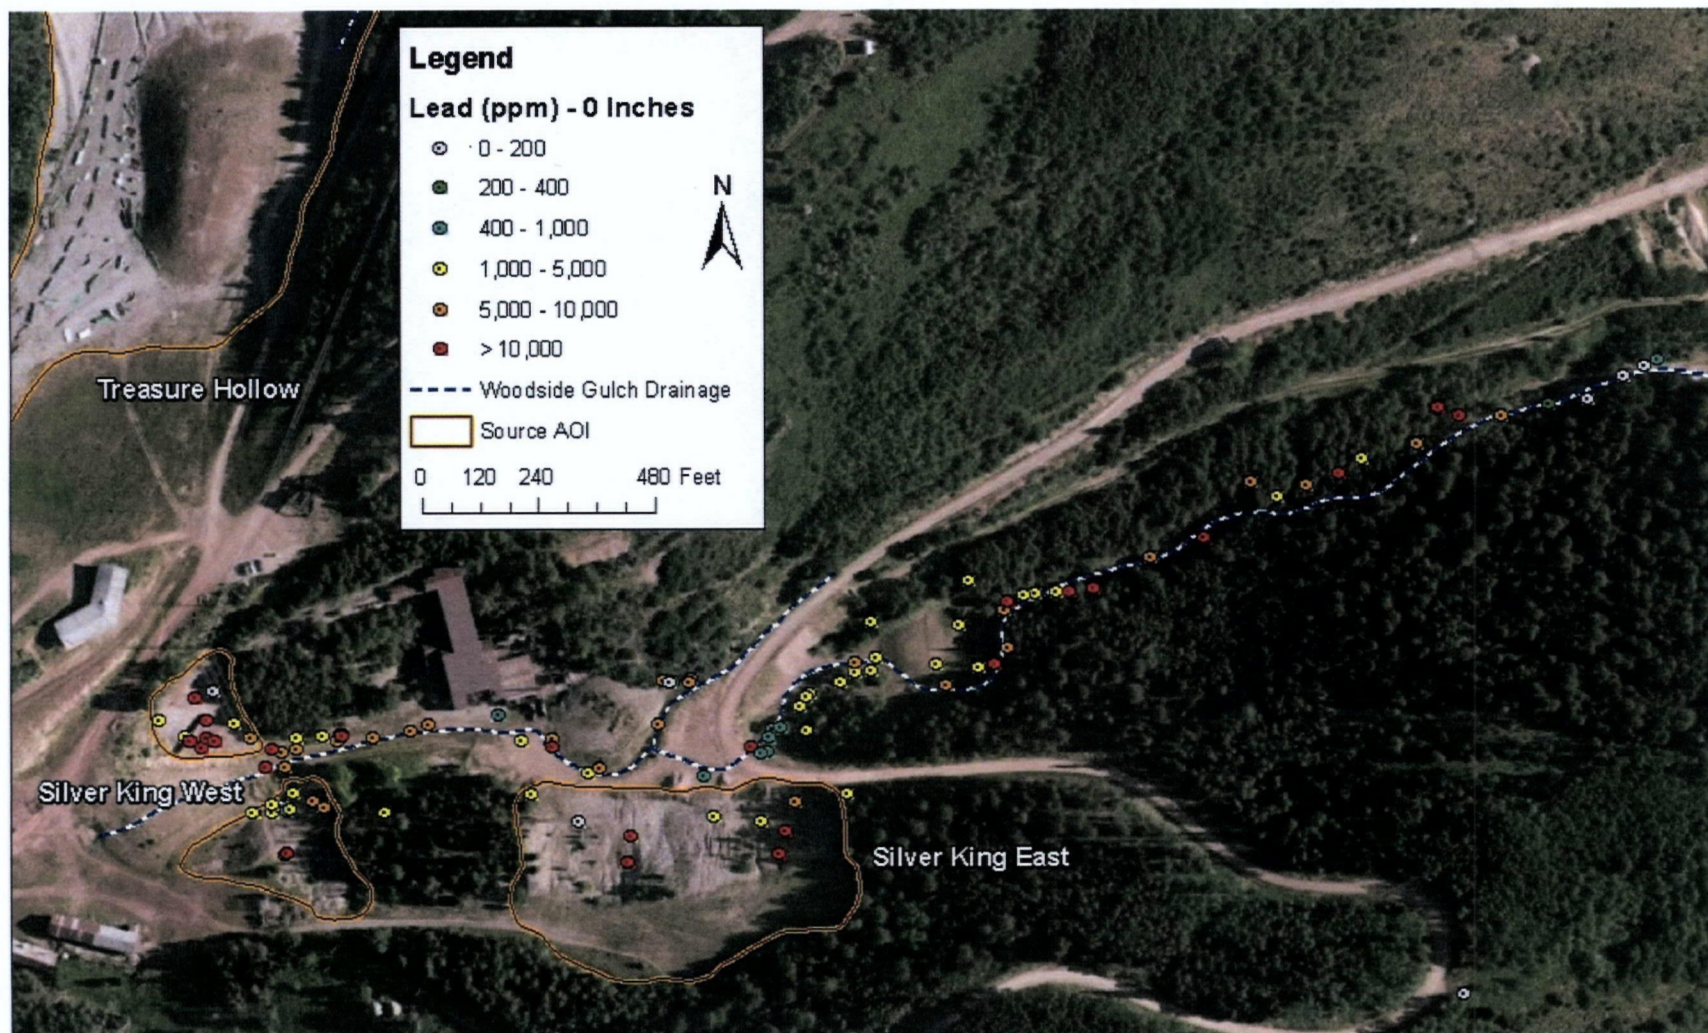 Legend
Lead (ppm) - 0 Inches
0 - 200
200 - 400
400 - 1,000
1,000 - 5,000
5,000 - 10,000
> 10,000
Woodside Gulch Drainage
Source AOI
0 120 240 480 Feet
N
Treasure Hollow
Silver King West
Silver King East